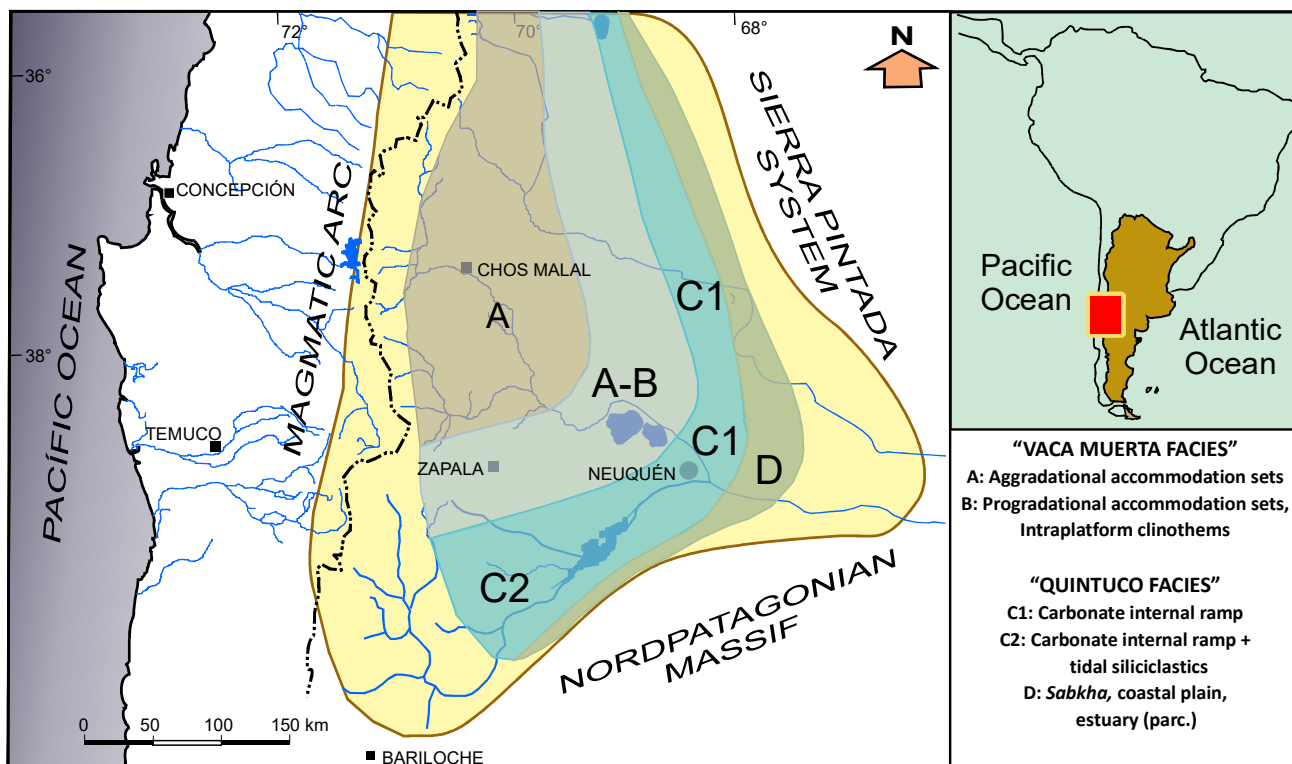 72°
70°
68°
36°
38°
N
PACÍFIC OCEAN
CONCEPCIÓN
MAGMATIC ARC
SIERRA PINTADA
SYSTEM
CHOS MALAL
A
C1
A-B
C1
TEMUCO
ZAPALA
NEUQUÉN
D
C2
NORDPATAGONIAN
MASSIF
0 50 100 150 km
BARILOCHE
Pacific
Ocean
Atlantic
Ocean
“VACA MUERTA FACIES”
A: Aggradational accommodation sets
B: Progradational accommodation sets,
Intraplatform clinothems
“QUINTUCO FACIES”
C1: Carbonate internal ramp
C2: Carbonate internal ramp +
tidal siliciclastics
D: Sabkha, coastal plain,
estuary (parc.)